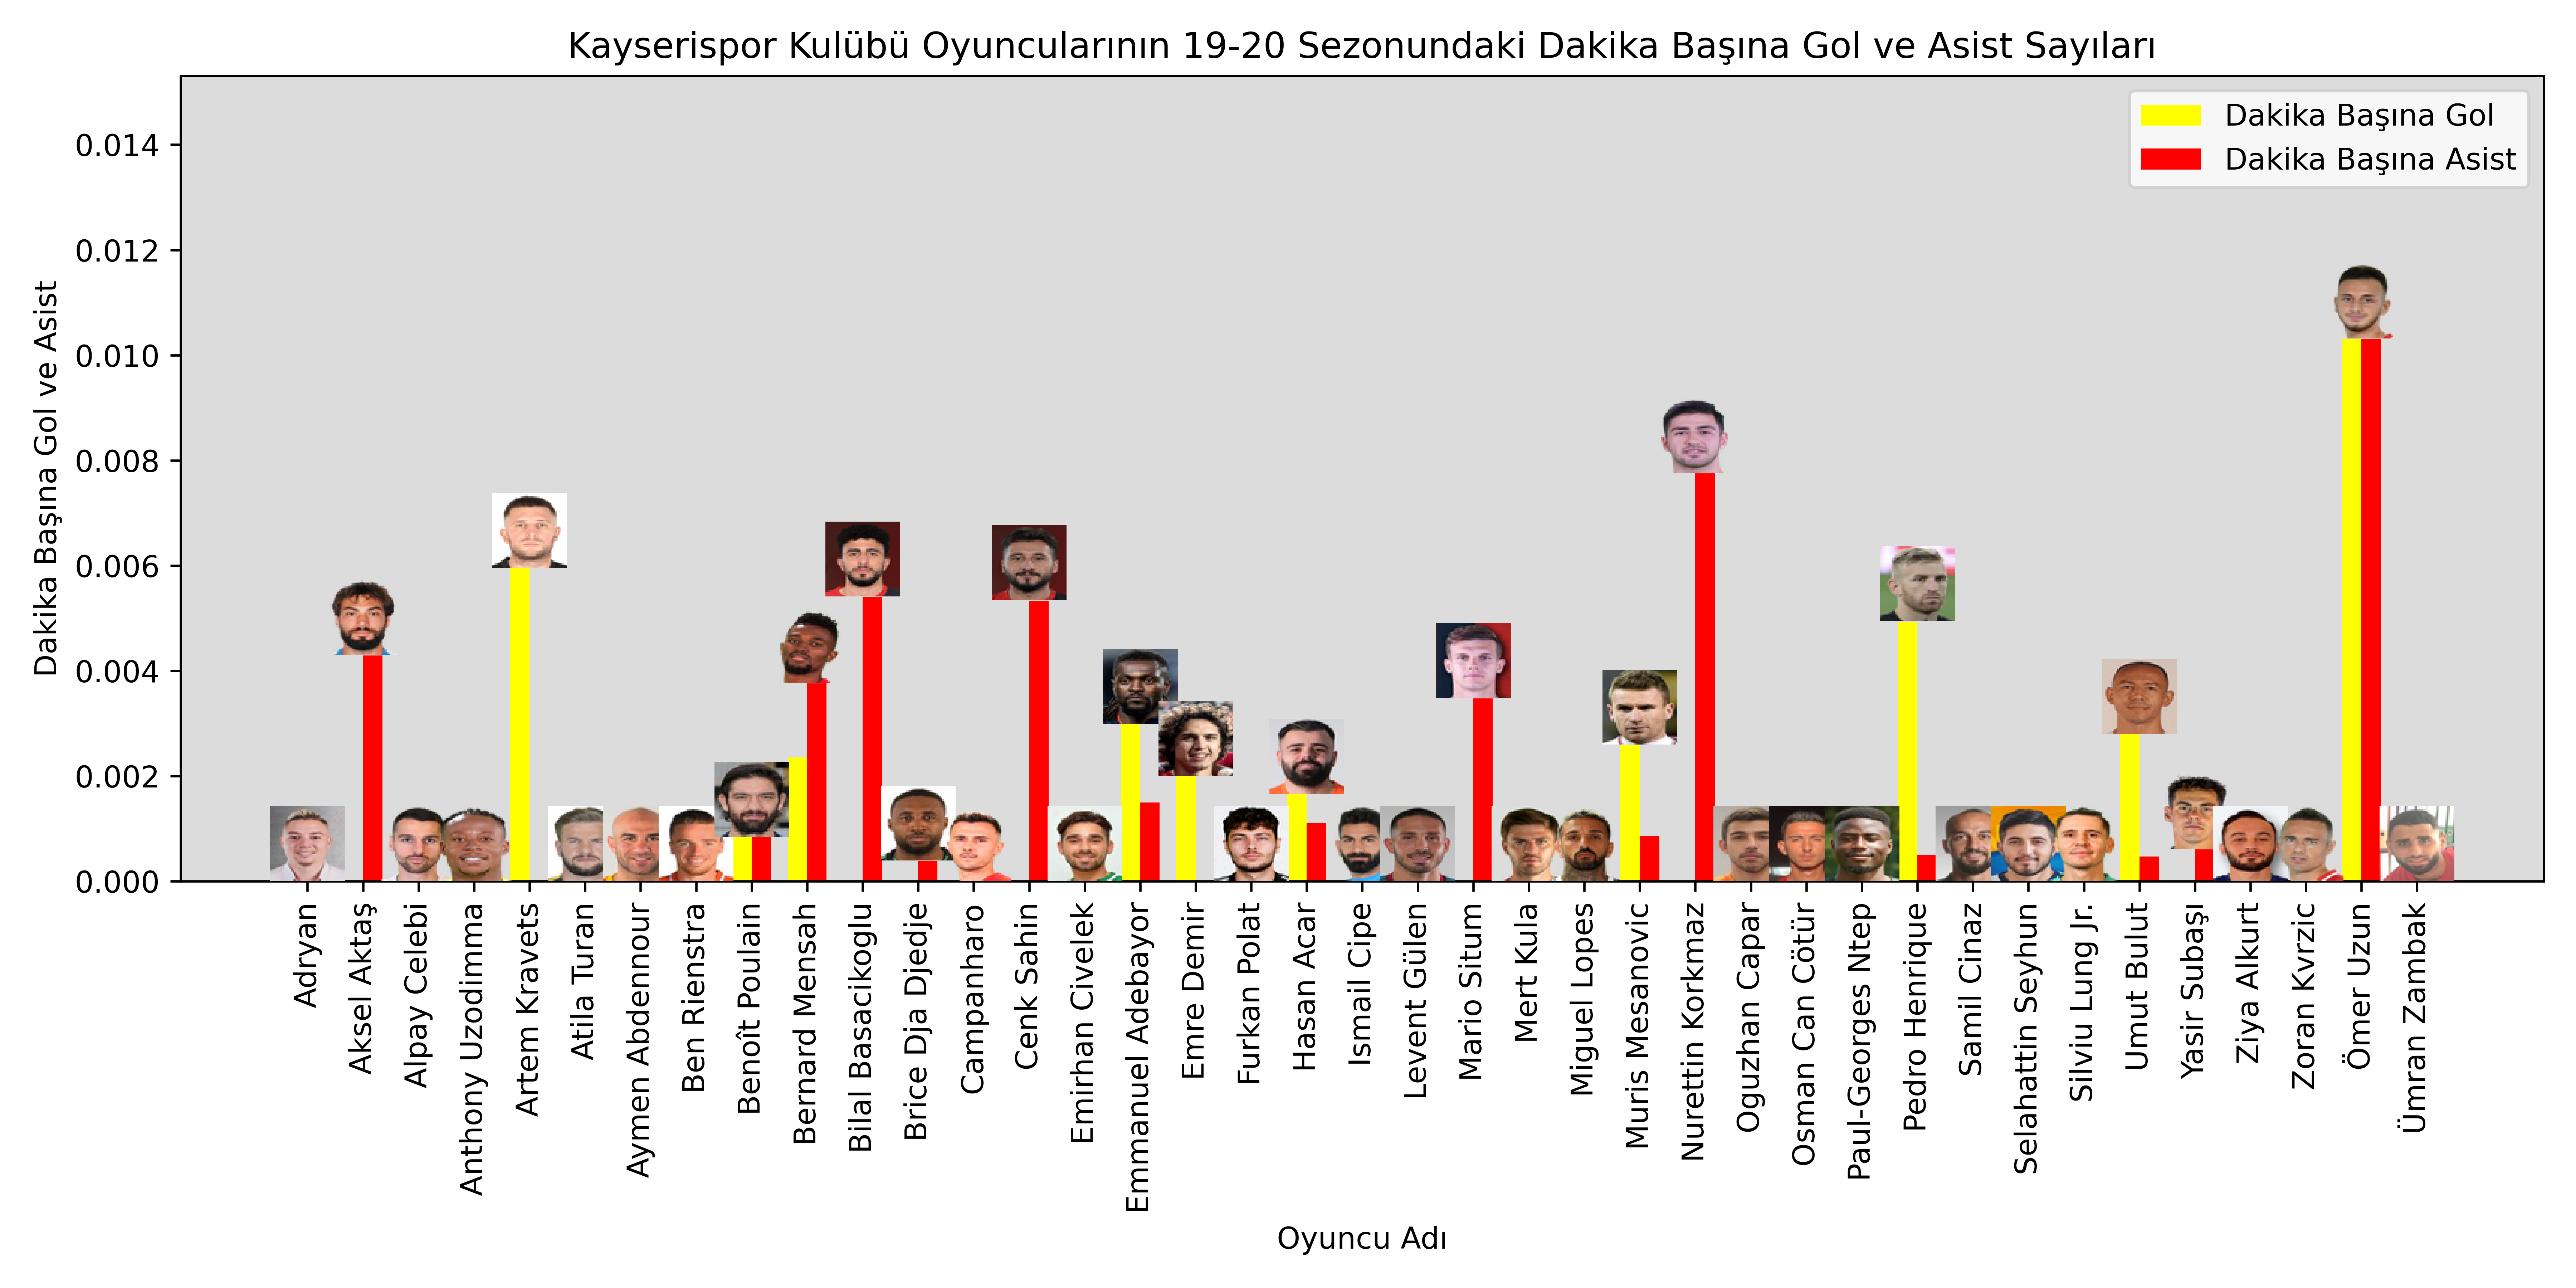 Kayserispor Kulübü Oyuncularının 19-20 Sezonundaki Dakika Başına Gol ve Asist Sayıları
Dakika Başına Gol
Dakika Başına Asist
Dakika Başına Gol ve Asist
0.014
0.012
0.010
0.008
0.006
0.004
0.002
0.000
Adryan
Aksel Aktaş
Alpay Celebi
Anthony Uzodimma
Artem Kravets
Atila Turan
Aymen Abdennour
Ben Rienstra
Benoît Poulain
Bernard Mensah
Bilal Basacikoglu
Brice Dja Djedje
Campanharo
Cenk Sahin
Emirhan Civelek
Emmanuel Adebayor
Emre Demir
Furkan Polat
Hasan Acar
Ismail Cipe
Levent Gülen
Mario Situm
Mert Kula
Miguel Lopes
Muris Mesanovic
Nurettin Korkmaz
Oguzhan Capar
Osman Can Cötür
Paul-Georges Ntep
Pedro Henrique
Samil Cinaz
Selahattin Seyhun
Silviu Lung Jr.
Umut Bulut
Yasir Subaşı
Ziya Alkurt
Zoran Kvrzic
Ömer Uzun
Ümran Zambak
Oyuncu Adı